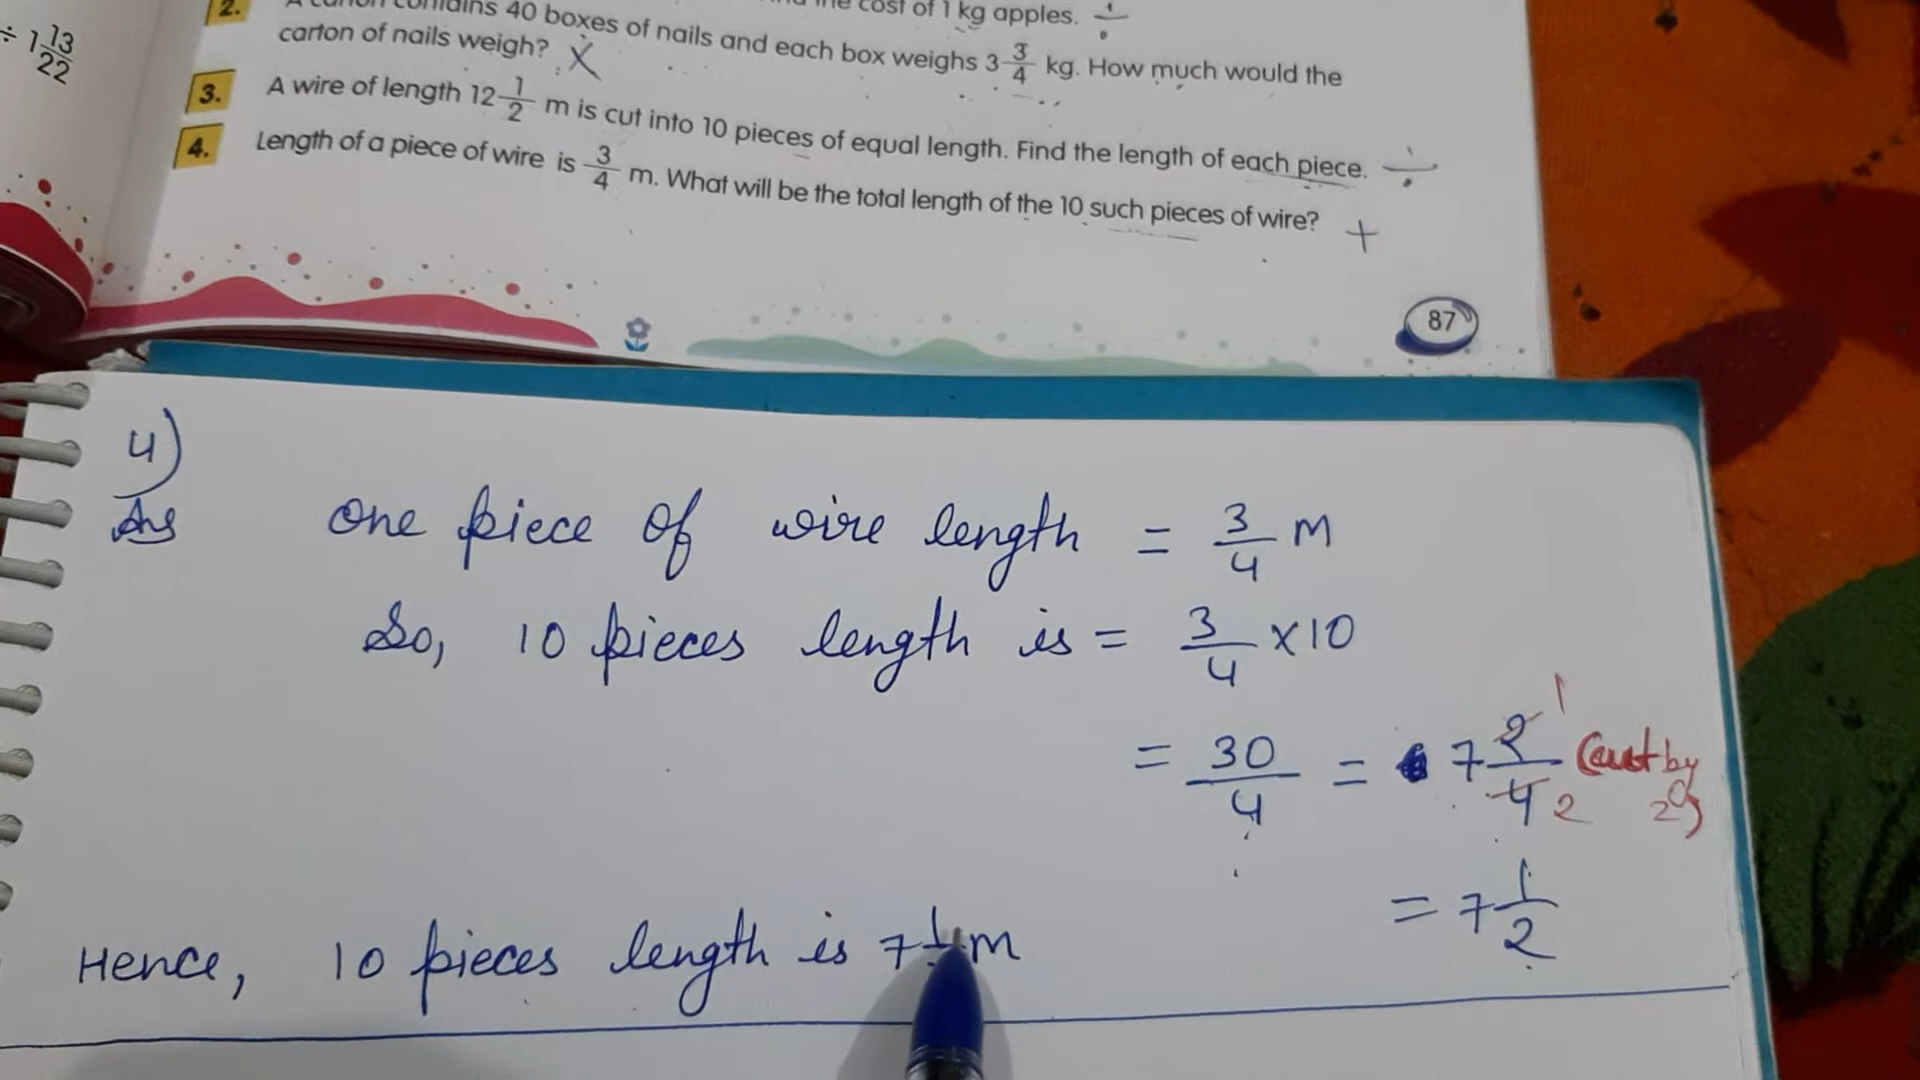 ÷ 1 13/22
the cost of 1 kg apples. ÷
2. A carton contains 40 boxes of nails and each box weighs 3 3/4 kg. How much would the
carton of nails weigh? X
3. A wire of length 12 1/2 m is cut into 10 pieces of equal length. Find the length of each piece. ÷
4. Length of a piece of wire is 3/4 m. What will be the total length of the 10 such pieces of wire? +
87
4)
Ans One piece of wire length = 3/4 m
So, 10 pieces length is = 3/4 × 10
= 30/4 = 7 2/4 1 2 (cut by 2)
= 7 1/2
Hence, 10 pieces length is 7 1/ m